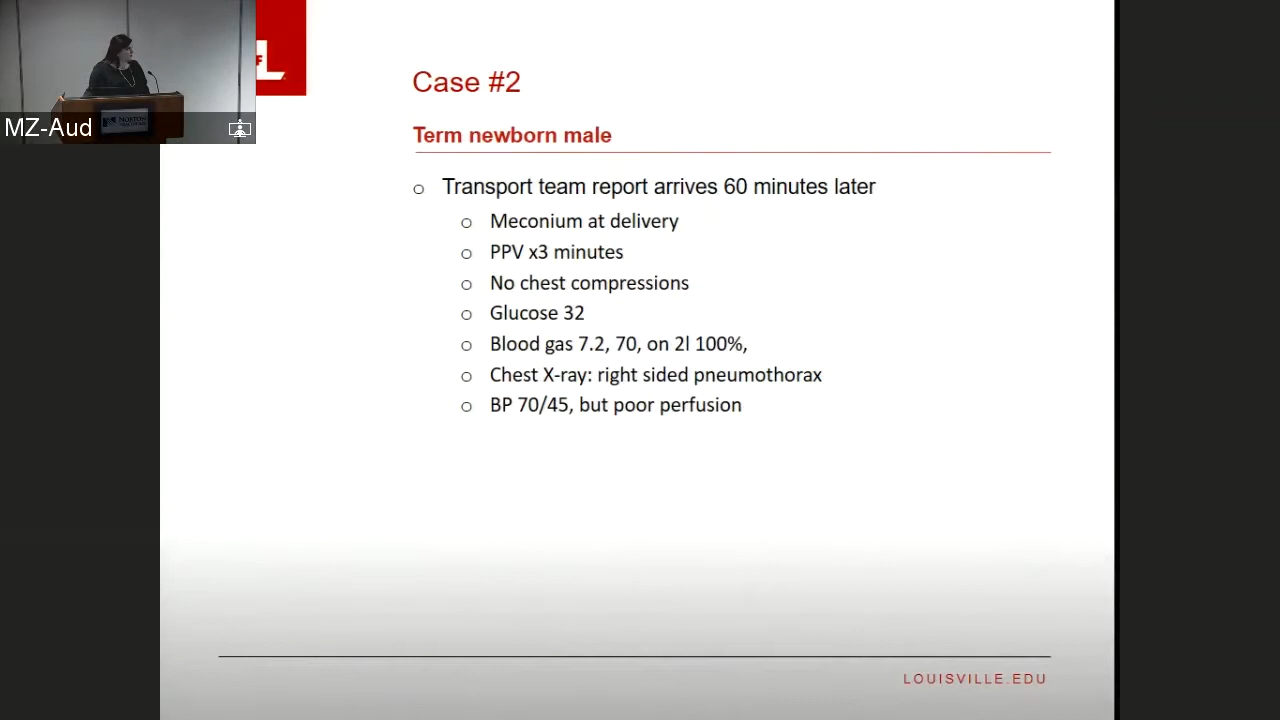 MZ-Aud
NORTON
Case #2
Term newborn male
Transport team report arrives 60 minutes later
Meconium at delivery
PPV x3 minutes
No chest compressions
Glucose 32
Blood gas 7.2, 70, on 2l 100%,
Chest X-ray: right sided pneumothorax
BP 70/45, but poor perfusion
LOUISVILLE.EDU